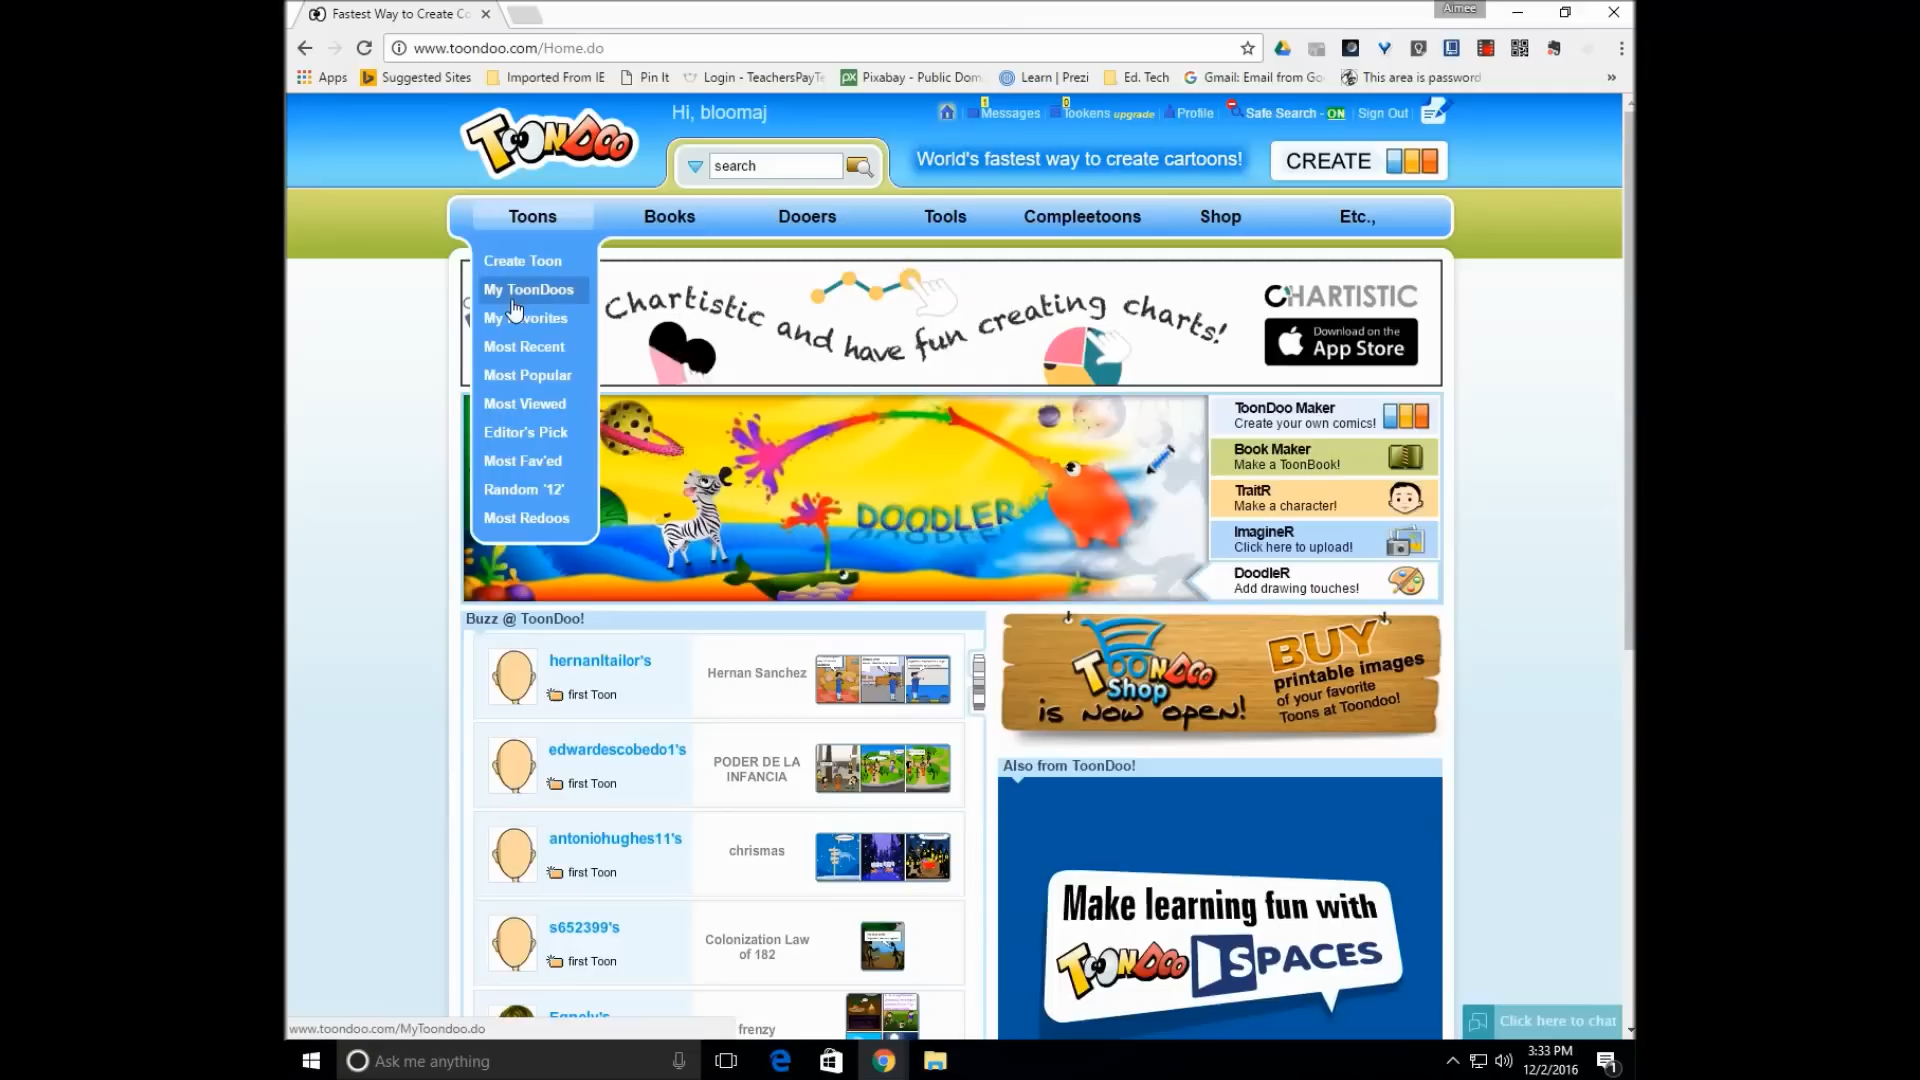 Fastest Way to Create Co
Aimee
www.toondoo.com/Home.do
Apps
Suggested Sites
Imported From IE
Pin It
Login - TeachersPayTe
Pixabay - Public Dom
Learn | Prezi
Ed. Tech
Gmail: Email from Go
This area is password
»
TOONDOO
Hi, bloomaj
1
Messages
0
Tookens upgrade
Profile
Safe Search - ON
Sign Out
search
World's fastest way to create cartoons!
CREATE
Toons
Books
Dooers
Tools
Compleetoons
Shop
Etc.,
Create Toon
My ToonDoos
Most Recent
Most Popular
Most Viewed
Editor's Pick
Most Fav'ed
Random '12'
Most Redoos
Chartistic and have fun creating charts!
CHARTISTIC
Download on the
App Store
DOODLER
ToonDoo Maker
Create your own comics!
Book Maker
Make a ToonBook!
TraitR
Make a character!
ImagineR
Click here to upload!
DoodleR
Add drawing touches!
Buzz @ ToonDoo!
hernanltailor's
first Toon
Hernan Sanchez
edwardescobedo1's
first Toon
PODER DE LA
INFANCIA
antoniohughes11's
first Toon
chrismas
s652399's
first Toon
Colonization Law
of 182
frenzy
TOONDOO
Shop
is now open!
BUY
printable images
of your favorite
Toons at Toondoo!
Also from ToonDoo!
Make learning fun with
TOONDOO SPACES
Click here to chat
www.toondoo.com/MyToondoo.do
Ask me anything
3:33 PM
12/2/2016
1